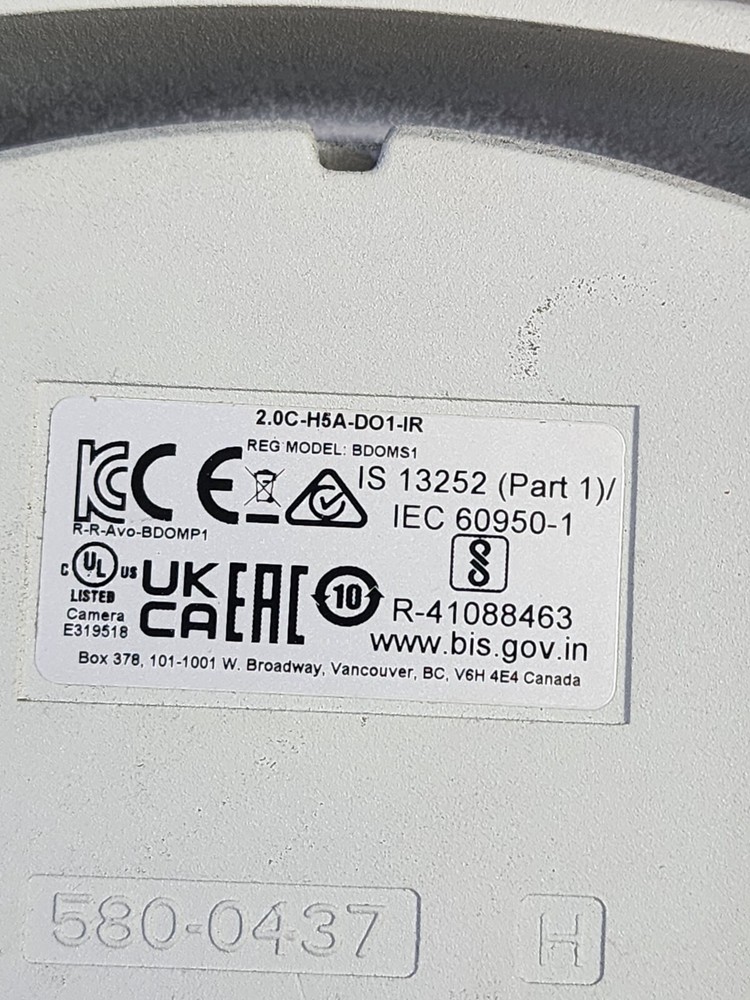 2.0C-H5A-DO1-IR
REG MODEL: BDOMS1
KC CE
IS 13252 (Part 1)/
IEC 60950-1
R-R-Avo-BDOMP1
C UL US
LISTED
Camera
E319518
UK
CA
EAC
10
R-41088463
www.bis.gov.in
Box 378, 101-1001 W. Broadway, Vancouver, BC, V6H 4E4 Canada
580-0437
H